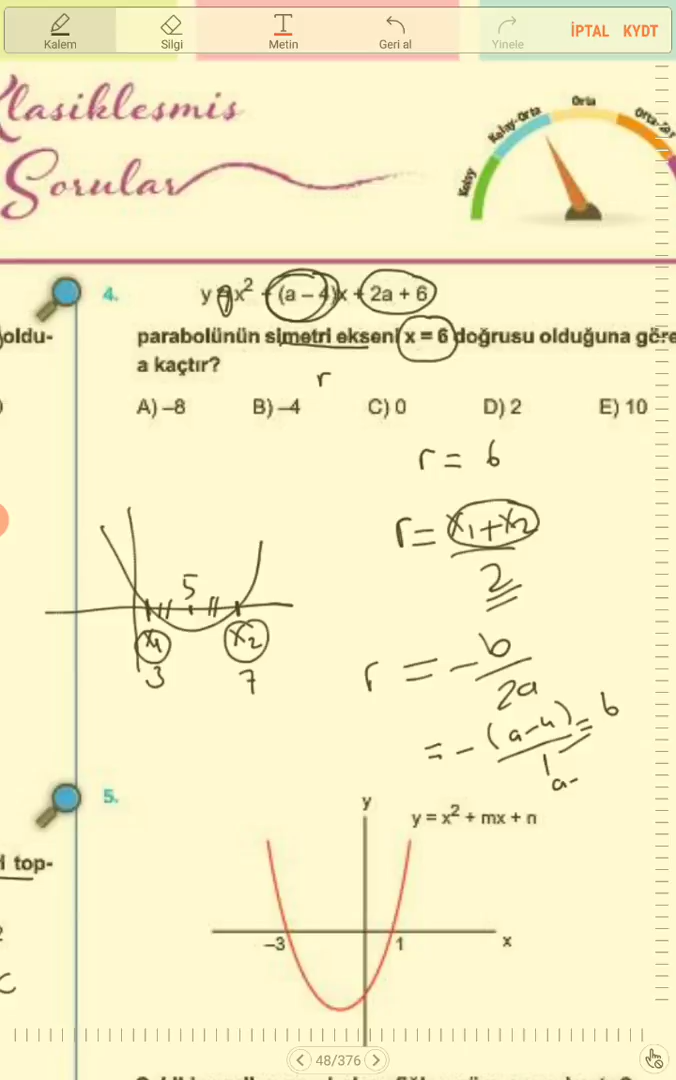 Kalem
Silgi
Metin
Geri al
Yinele
İPTAL KYDT
Klasikleşmiş
Sorular
Kolay
Kolay-Orta
Orta
4.
y = x² + (a – 4)x + 2a + 6
oldu-
parabolünün simetri ekseni x = 6 doğrusu olduğuna göre
a kaçtır?
r
A) –8 B) –4 C) 0 D) 2 E) 10
r = 6
r = x₁+x₂
2
5
x₁ x₂
3 7
r = -b
2a
= -(a-4) = 6
1
a-
5.
y
y = x² + mx + n
i top-
–3 1 x
48/376